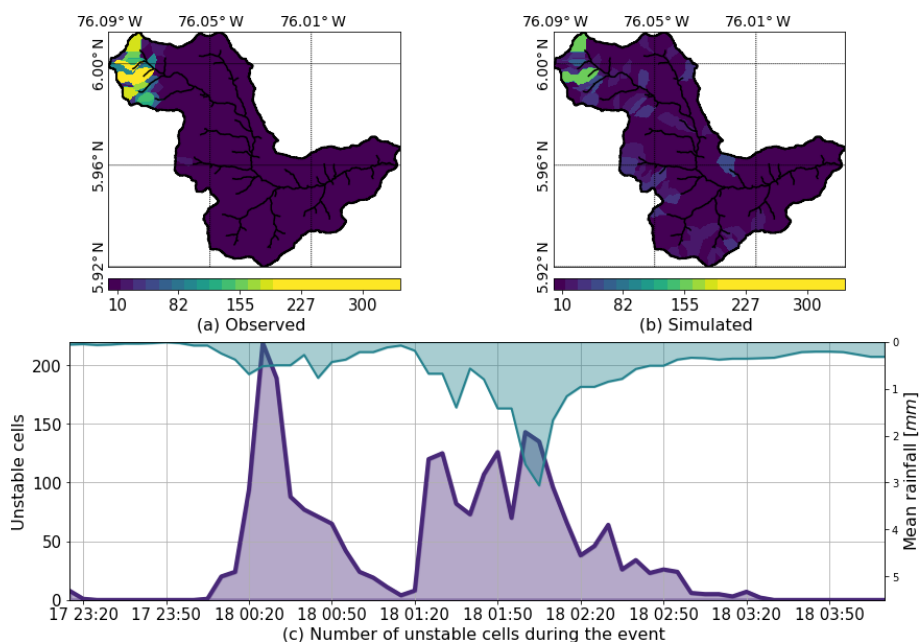 76.09° W 76.05° W 76.01° W
76.09° W 76.05° W 76.01° W
6.00° N
5.96° N
5.92° N
6.00° N
5.96° N
5.92° N
10 82 155 227 300
10 82 155 227 300
(a) Observed
(b) Simulated
Unstable cells
200
150
100
50
0
0
1
2
3
4
5
Mean rainfall [mm]
17 23:20 17 23:50 18 00:20 18 00:50 18 01:20 18 01:50 18 02:20 18 02:50 18 03:20 18 03:50
(c) Number of unstable cells during the event